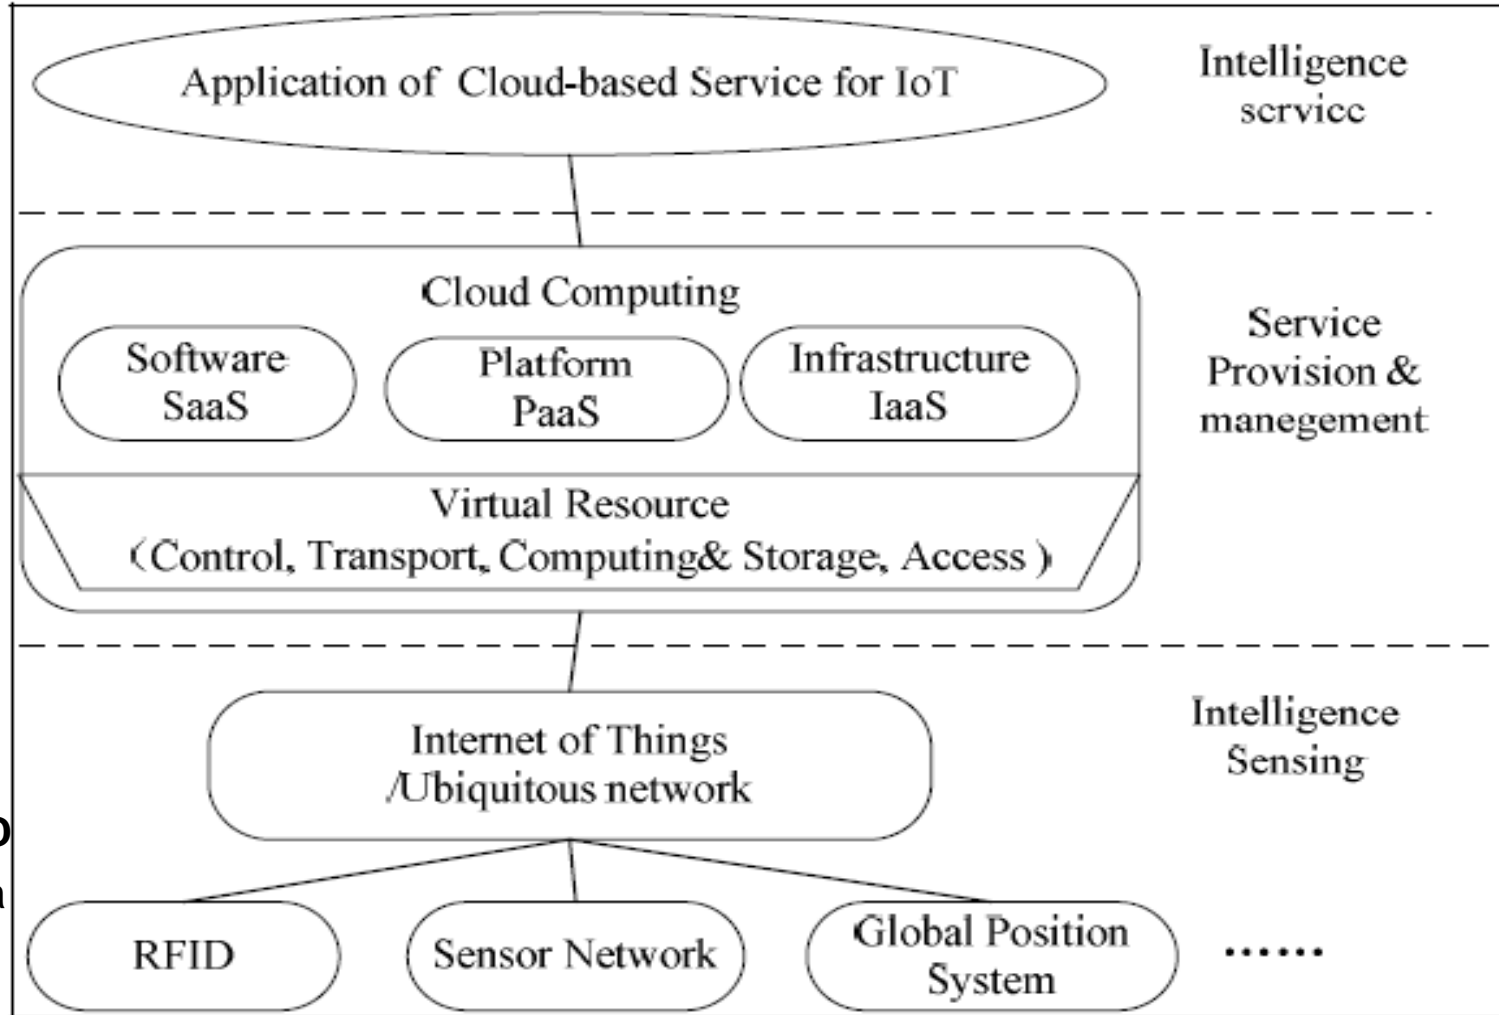 Application of Cloud-based Service for IoT
Intelligence
service
Cloud Computing
Software
SaaS
Platform
PaaS
Infrastructure
IaaS
Service
Provision &
manegement
Virtual Resource
(Control, Transport, Computing& Storage, Access )
Internet of Things
/Ubiquitous network
Intelligence
Sensing
RFID
Sensor Network
Global Position
System
......